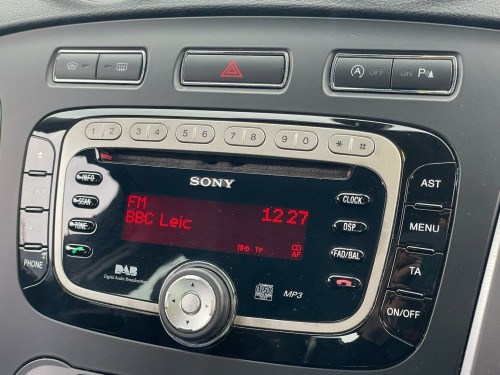 OFF ON P
1 2 3 4 5 6 7 8 9 0 * #
SONY
INFO
SCAN
TUNE
PHONE
FM 12 27
BBC Leic
TP CD
AF
CLOCK
DSP
FAD/BAL
AST
MENU
TA
ON/OFF
DAB
Digital Audio Broadcasting
MP3